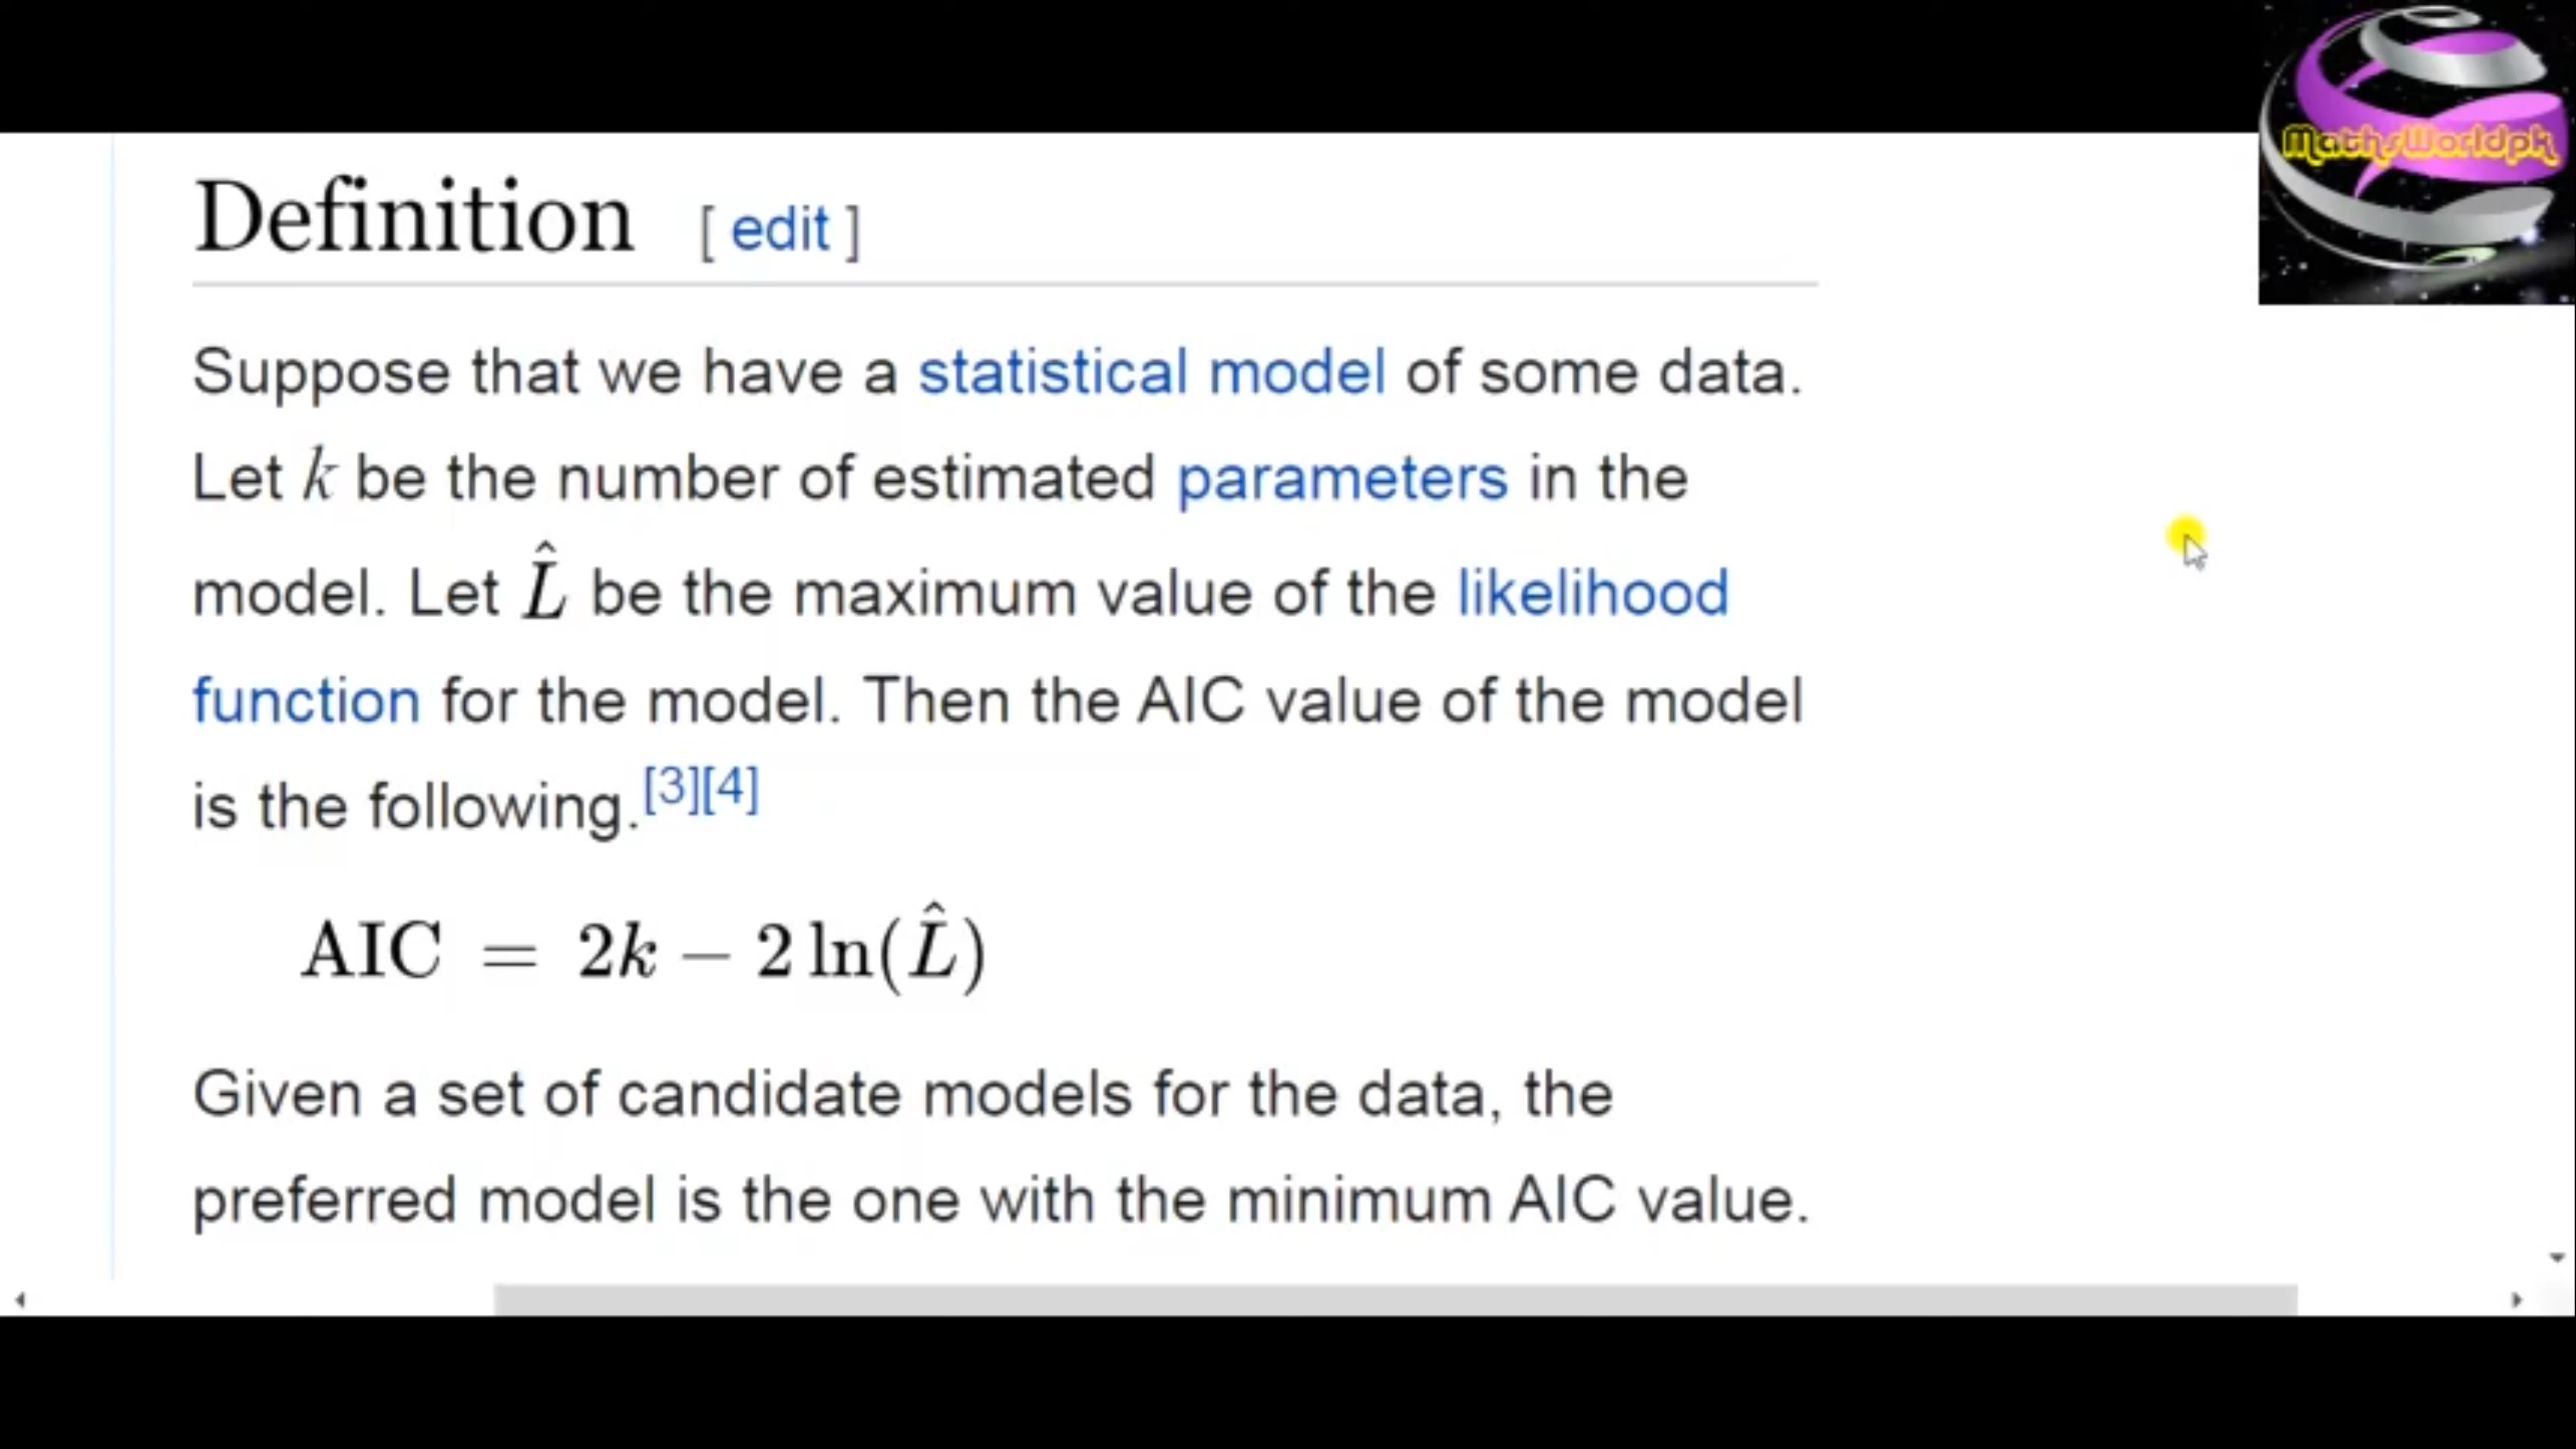 MathsWorldpk
Definition [ edit ]
Suppose that we have a statistical model of some data.
Let k be the number of estimated parameters in the
model. Let L̂ be the maximum value of the likelihood
function for the model. Then the AIC value of the model
is the following.[3][4]
AIC = 2k − 2 ln(L̂)
Given a set of candidate models for the data, the
preferred model is the one with the minimum AIC value.